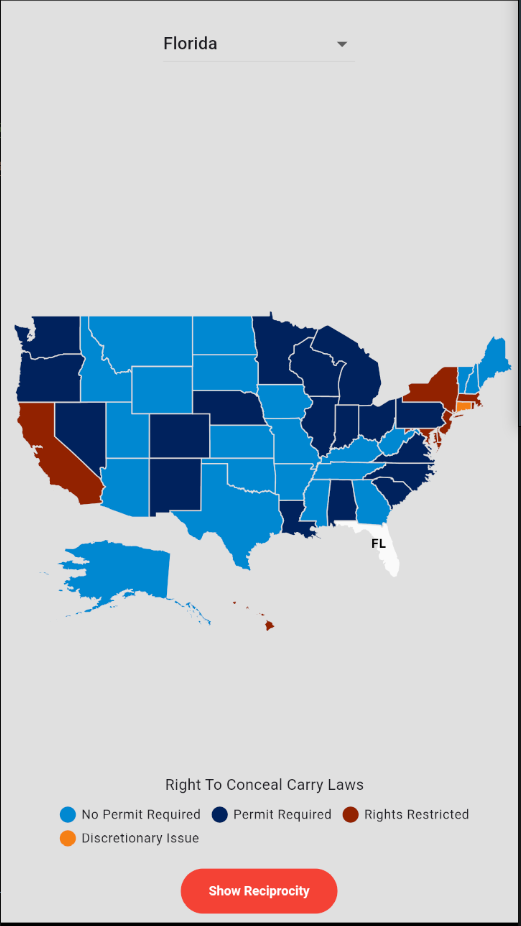 Florida
FL
Right To Conceal Carry Laws
No Permit Required Permit Required Rights Restricted
Discretionary Issue
Show Reciprocity